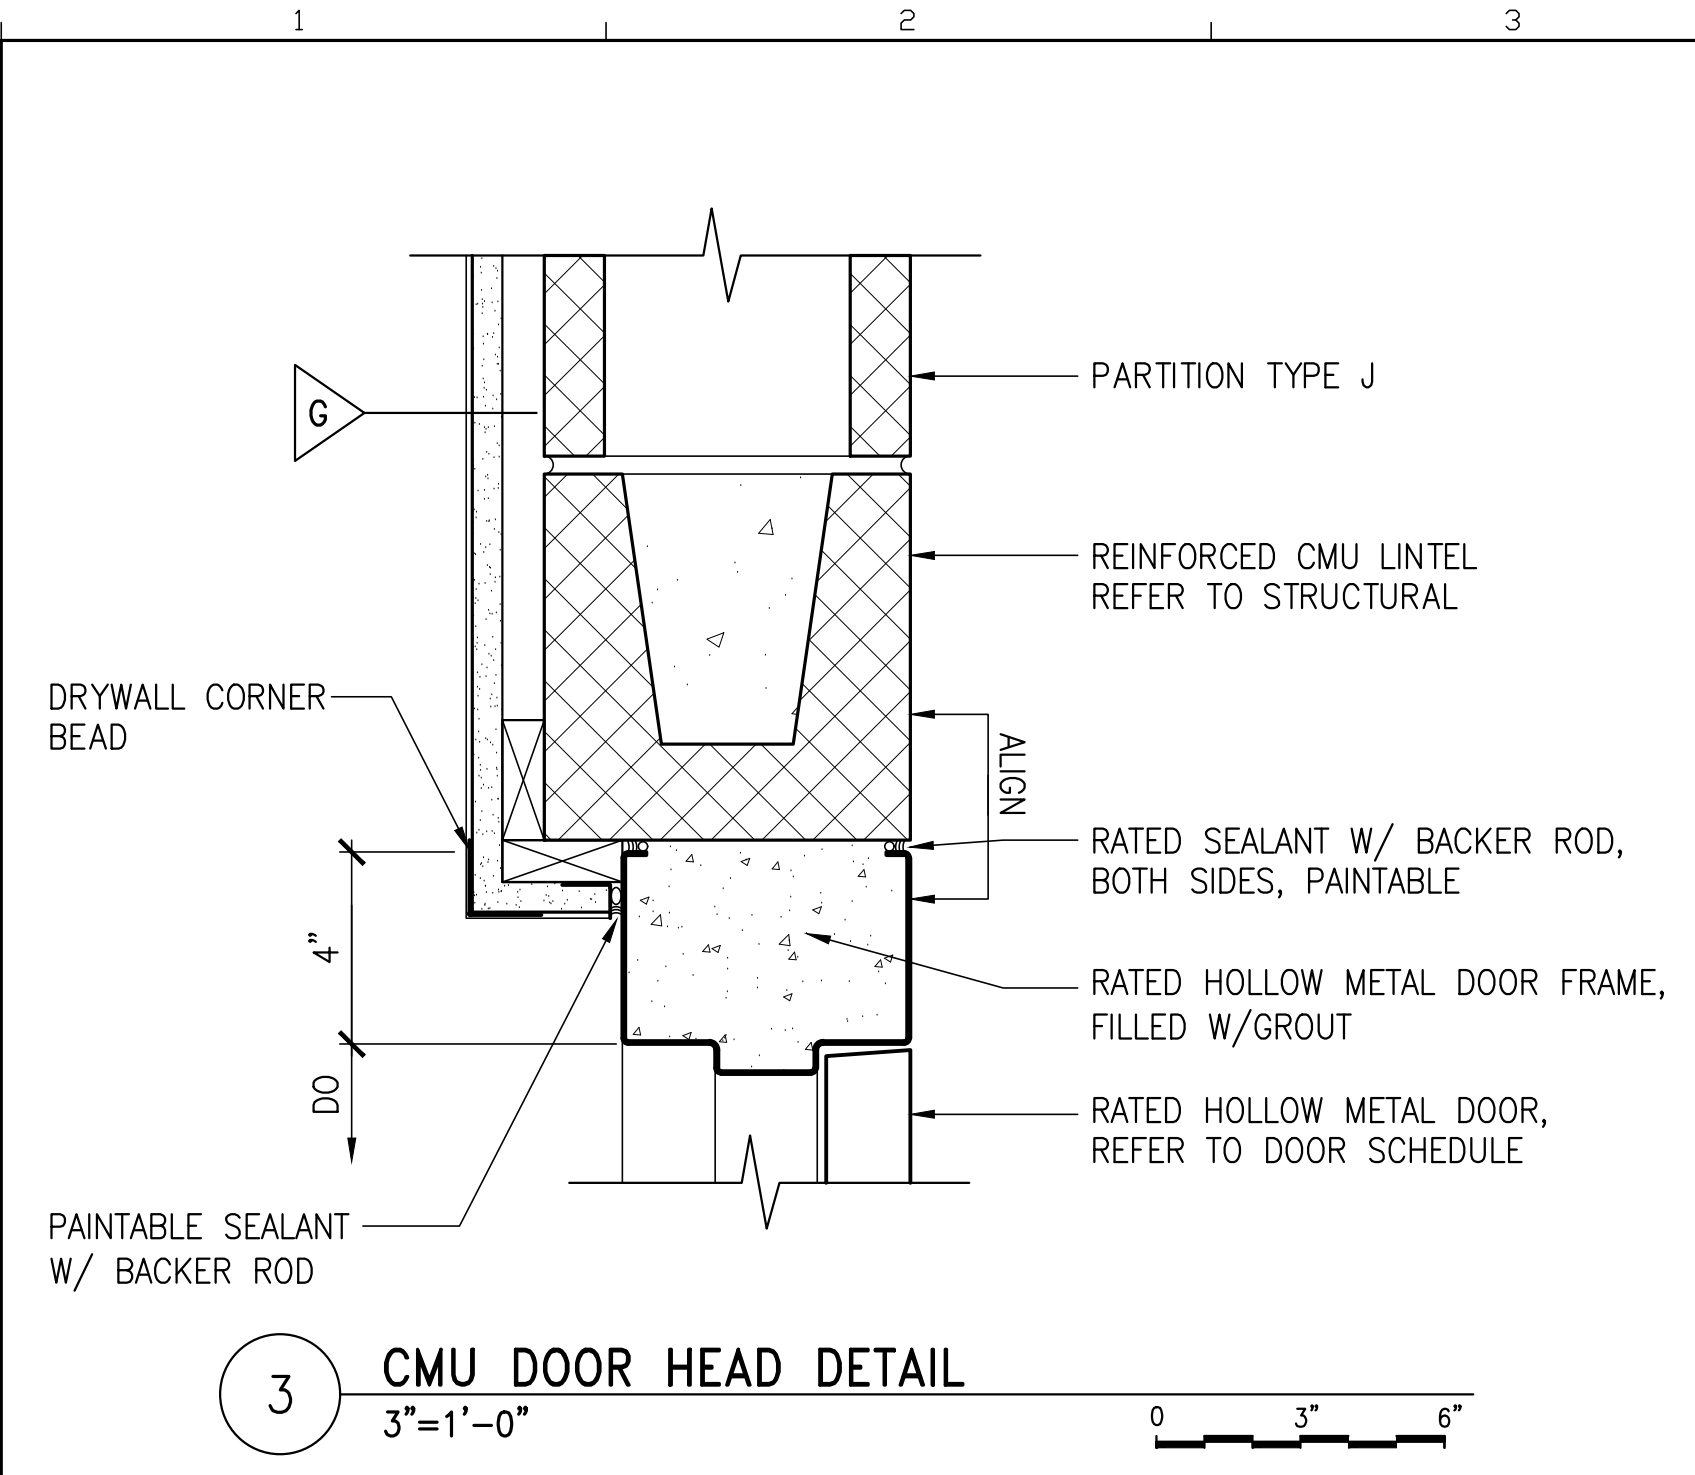 1
2
3
G
PARTITION TYPE J
REINFORCED CMU LINTEL
REFER TO STRUCTURAL
DRYWALL CORNER
BEAD
ALIGN
RATED SEALANT W/ BACKER ROD,
BOTH SIDES, PAINTABLE
4"
RATED HOLLOW METAL DOOR FRAME,
FILLED W/GROUT
DO
RATED HOLLOW METAL DOOR,
REFER TO DOOR SCHEDULE
PAINTABLE SEALANT
W/ BACKER ROD
3
CMU DOOR HEAD DETAIL
3"=1'-0"
0
3"
6"